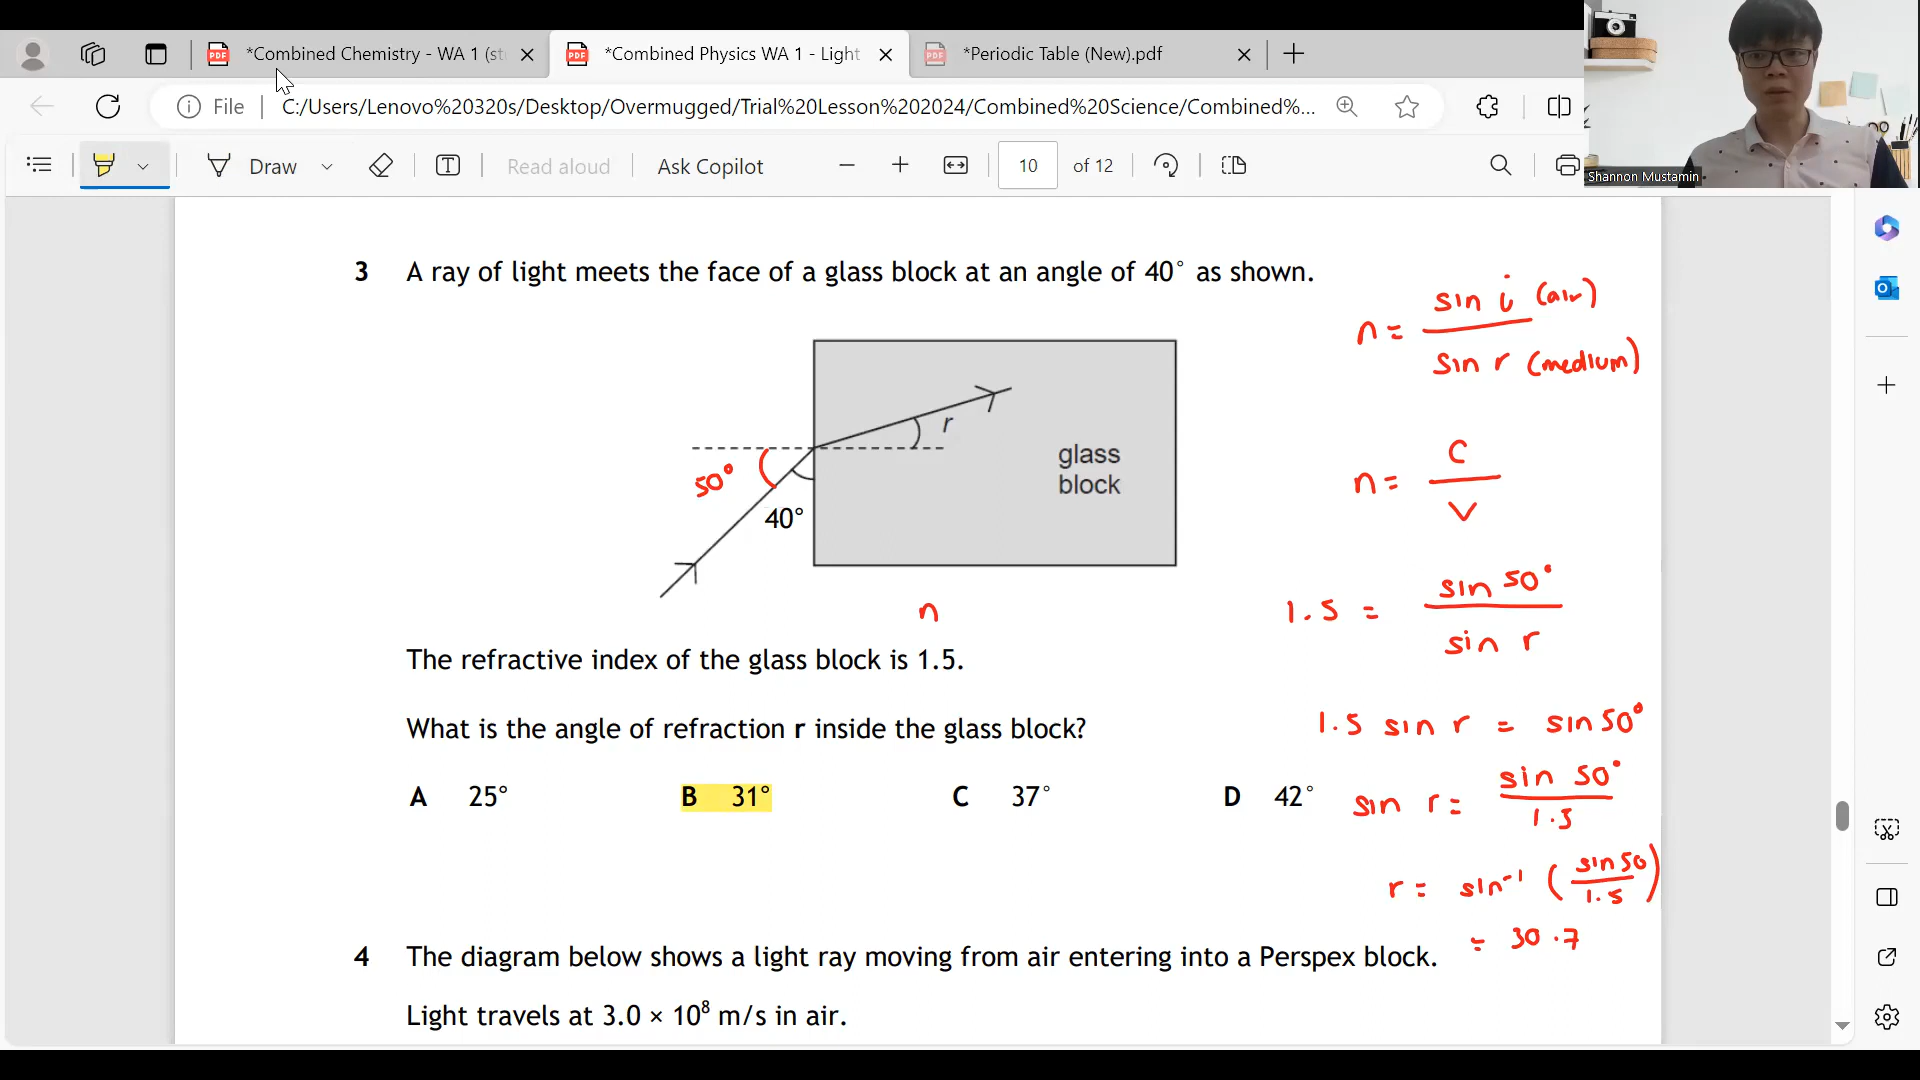 *Combined Chemistry - WA 1 (st
*Combined Physics WA 1 - Light
*Periodic Table (New).pdf
File
C:/Users/Lenovo%20320s/Desktop/Overmugged/Trial%20Lesson%202024/Combined%20Science/Combined%...
Draw
Read aloud
Ask Copilot
10 of 12
Shannon Mustamin
3 A ray of light meets the face of a glass block at an angle of 40° as shown.
r
glass
block
50°
40°
n
The refractive index of the glass block is 1.5.
What is the angle of refraction r inside the glass block?
A 25° B 31° C 37° D 42°
n = sin i (air)
sin r (medium)
n = c
v
1.5 = sin 50°
sin r
1.5 sin r = sin 50°
sin r = sin 50°
1.5
r = sin⁻¹ (sin 50
1.5)
= 30.7
4 The diagram below shows a light ray moving from air entering into a Perspex block.
Light travels at 3.0 × 10⁸ m/s in air.